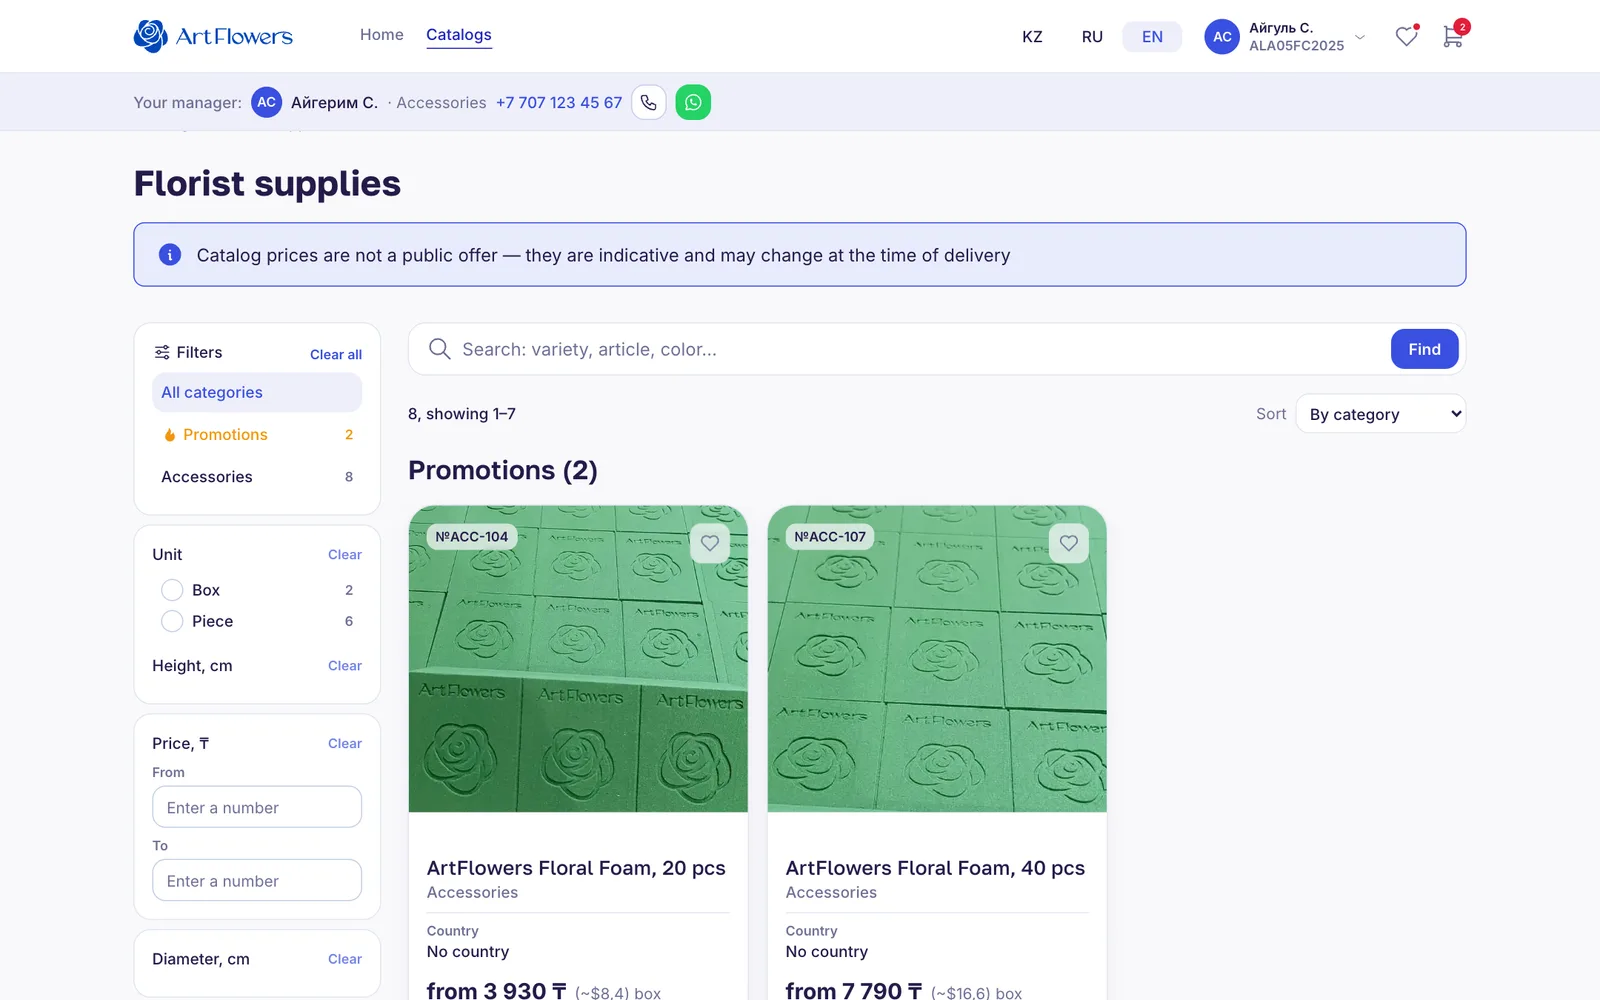 ArtFlowers
Home
Catalogs
KZ
RU
EN
AC
Айгуль С.
ALA05FC2025
2
Your manager:
AC
Айгерим С.
· Accessories
+7 707 123 45 67
Florist supplies
Catalog prices are not a public offer — they are indicative and may change at the time of delivery
Filters
Clear all
All categories
Promotions 2
Accessories 8
Unit
Clear
Box 2
Piece 6
Height, cm
Clear
Price, ₸
Clear
From
Enter a number
To
Enter a number
Diameter, cm
Clear
Search: variety, article, color...
Find
8, showing 1–7
Sort
By category
Promotions (2)
№ACC-104
ArtFlowers
ArtFlowers
ArtFlowers
ArtFlowers Floral Foam, 20 pcs
Accessories
Country
No country
from 3 930 ₸ (~$8,4) box
№ACC-107
ArtFlowers
ArtFlowers
ArtFlowers
ArtFlowers Floral Foam, 40 pcs
Accessories
Country
No country
from 7 790 ₸ (~$16,6) box